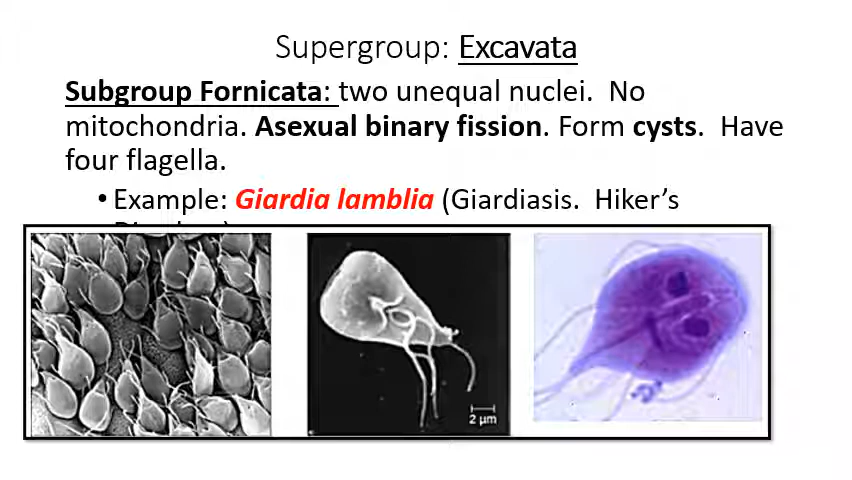 Supergroup: Excavata
Subgroup Fornicata: two unequal nuclei. No
mitochondria. Asexual binary fission. Form cysts. Have
four flagella.
• Example: Giardia lamblia (Giardiasis. Hiker’s
2 µm